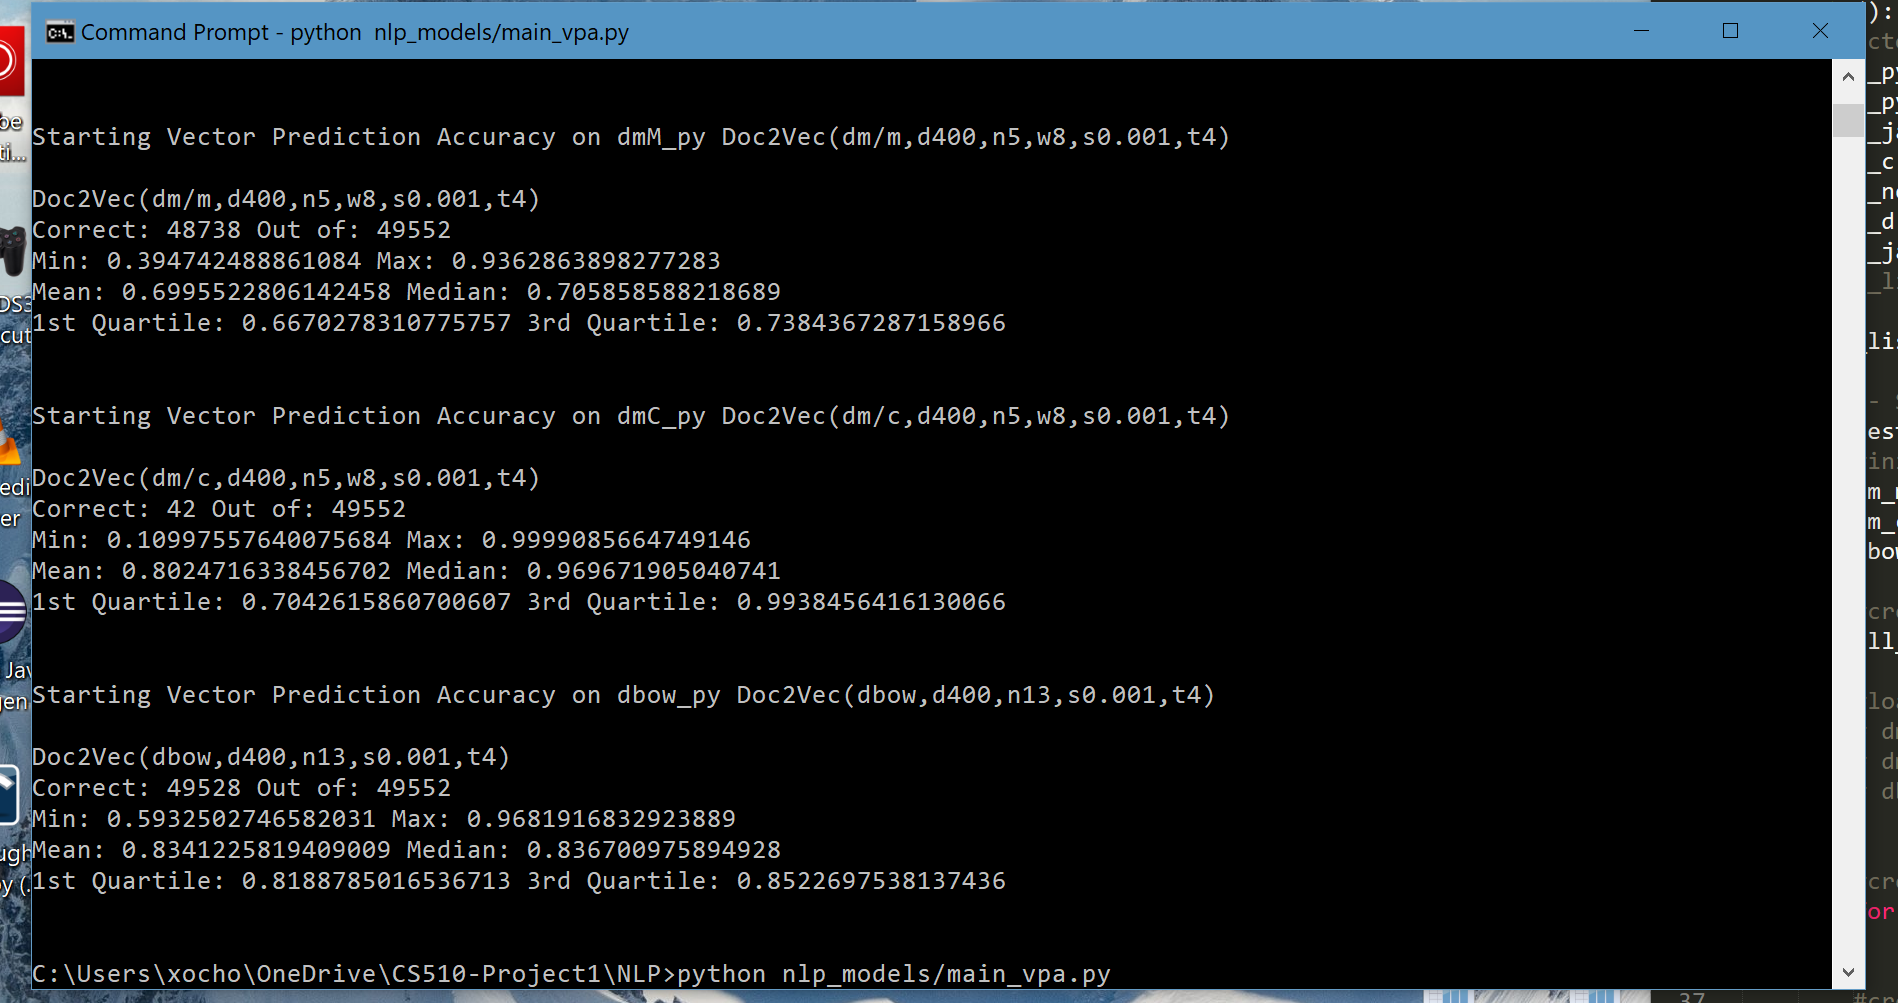 Command Prompt - python  nlp_models/main_vpa.py
Starting Vector Prediction Accuracy on dmM_py Doc2Vec(dm/m,d400,n5,w8,s0.001,t4)
Doc2Vec(dm/m,d400,n5,w8,s0.001,t4)
Correct: 48738 Out of: 49552
Min: 0.394742488861084 Max: 0.9362863898277283
Mean: 0.6995522806142458 Median: 0.705858588218689
1st Quartile: 0.6670278310775757 3rd Quartile: 0.7384367287158966
Starting Vector Prediction Accuracy on dmC_py Doc2Vec(dm/c,d400,n5,w8,s0.001,t4)
Doc2Vec(dm/c,d400,n5,w8,s0.001,t4)
Correct: 42 Out of: 49552
Min: 0.10997557640075684 Max: 0.9999085664749146
Mean: 0.8024716338456702 Median: 0.969671905040741
1st Quartile: 0.7042615860700607 3rd Quartile: 0.9938456416130066
Starting Vector Prediction Accuracy on dbow_py Doc2Vec(dbow,d400,n13,s0.001,t4)
Doc2Vec(dbow,d400,n13,s0.001,t4)
Correct: 49528 Out of: 49552
Min: 0.5932502746582031 Max: 0.9681916832923889
Mean: 0.8341225819409009 Median: 0.836700975894928
1st Quartile: 0.8188785016536713 3rd Quartile: 0.8522697538137436
C:\Users\xocho\OneDrive\CS510-Project1\NLP>python nlp_models/main_vpa.py
37